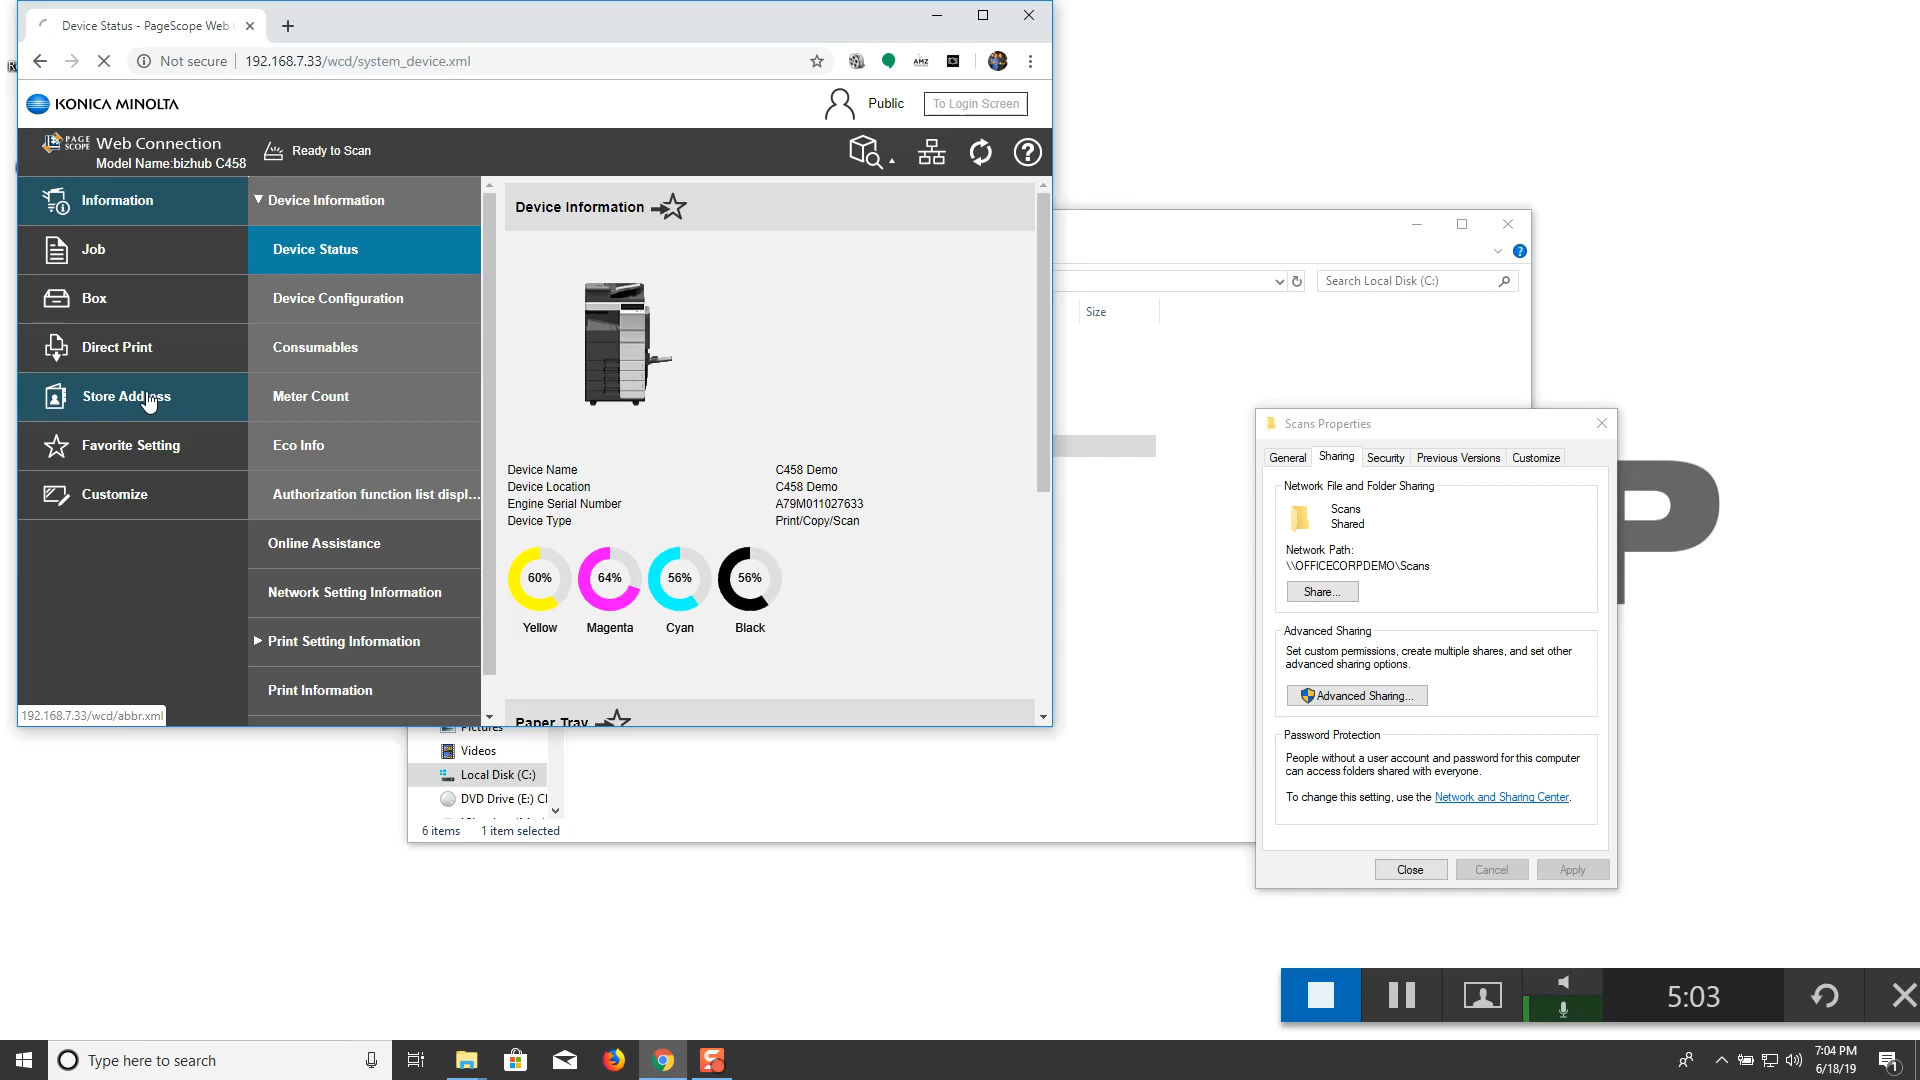 Device Status - PageScope Web
Not secure
192.168.7.33/wcd/system_device.xml
AMZ
KONICA MINOLTA
Public
To Login Screen
PAGE SCOPE Web Connection
Model Name:bizhub C458
Ready to Scan
Information
Job
Box
Direct Print
Store Address
Favorite Setting
Customize
192.168.7.33/wcd/abbr.xml
Device Information
Device Status
Device Configuration
Consumables
Meter Count
Eco Info
Authorization function list displ...
Online Assistance
Network Setting Information
Print Setting Information
Print Information
Device Information
Device Name C458 Demo
Device Location C458 Demo
Engine Serial Number A79M011027633
Device Type Print/Copy/Scan
60% 64% 56% 56%
Yellow Magenta Cyan Black
Paper Tray
Search Local Disk (C:)
Size
Pictures
Videos
Local Disk (C:)
DVD Drive (E:) C
6 items 1 item selected
Scans Properties
General Sharing Security Previous Versions Customize
Network File and Folder Sharing
Scans
Shared
Network Path:
\\OFFICECORPDEMO\Scans
Share...
Advanced Sharing
Set custom permissions, create multiple shares, and set other
advanced sharing options.
Advanced Sharing...
Password Protection
People without a user account and password for this computer
can access folders shared with everyone.
To change this setting, use the Network and Sharing Center.
Close Cancel Apply
P
5:03
Type here to search
7:04 PM
6/18/19
1